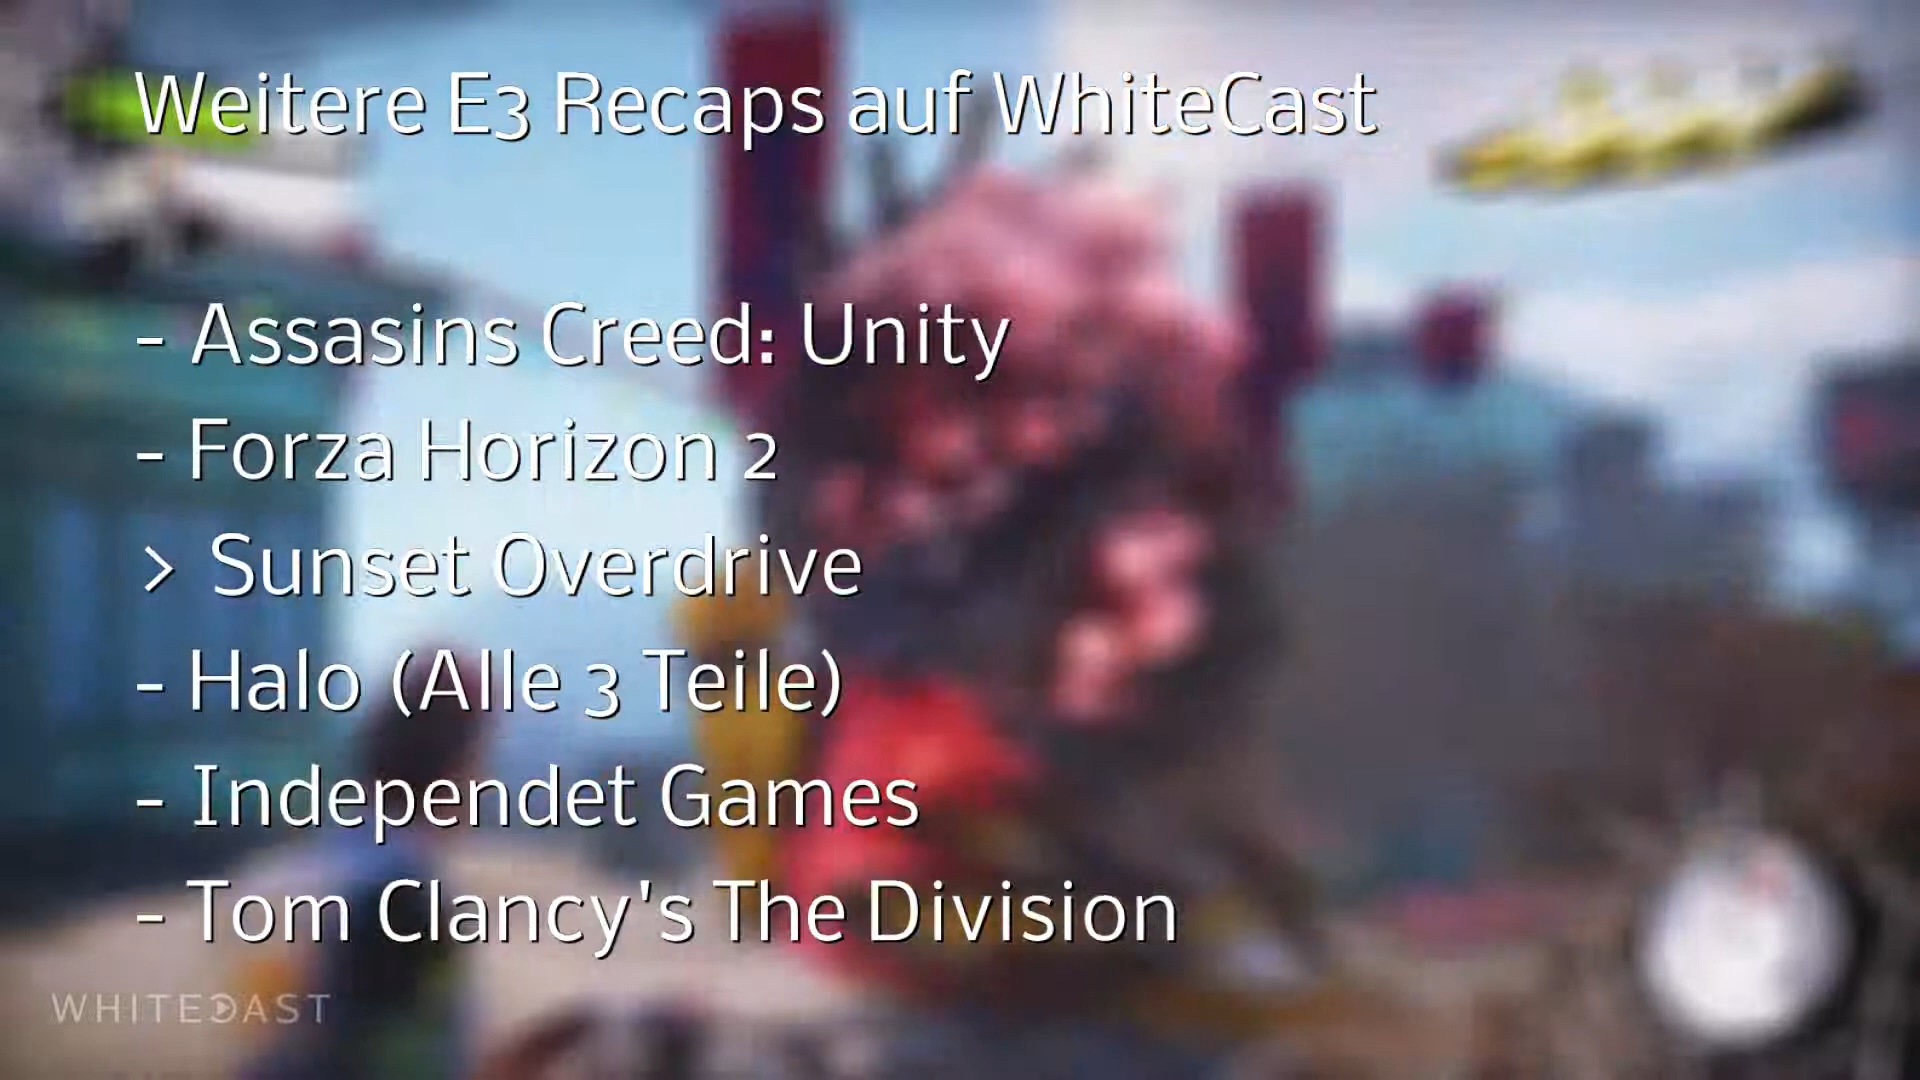 Weitere E3 Recaps auf WhiteCast
- Assasins Creed: Unity
- Forza Horizon 2
> Sunset Overdrive
- Halo (Alle 3 Teile)
- Independet Games
- Tom Clancy's The Division
WHITECAST